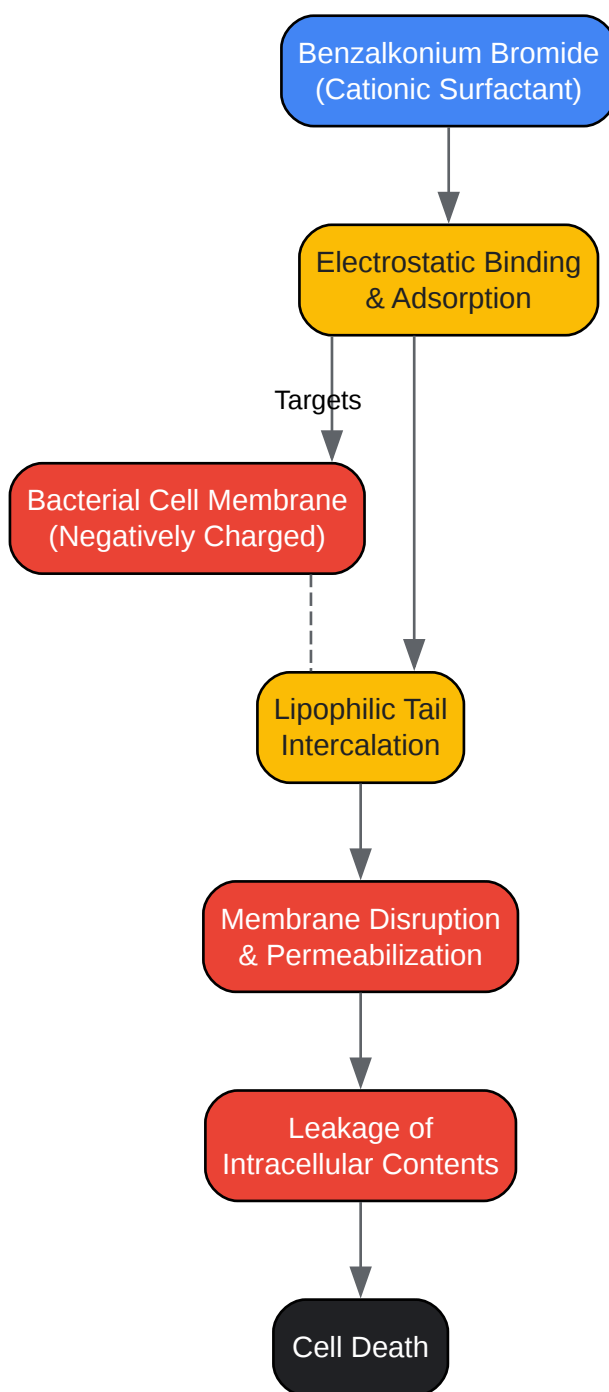 Benzalkonium Bromide
(Cationic Surfactant)
Electrostatic Binding
& Adsorption
Targets
Bacterial Cell Membrane
(Negatively Charged)
Lipophilic Tail
Intercalation
Membrane Disruption
& Permeabilization
Leakage of
Intracellular Contents
Cell Death